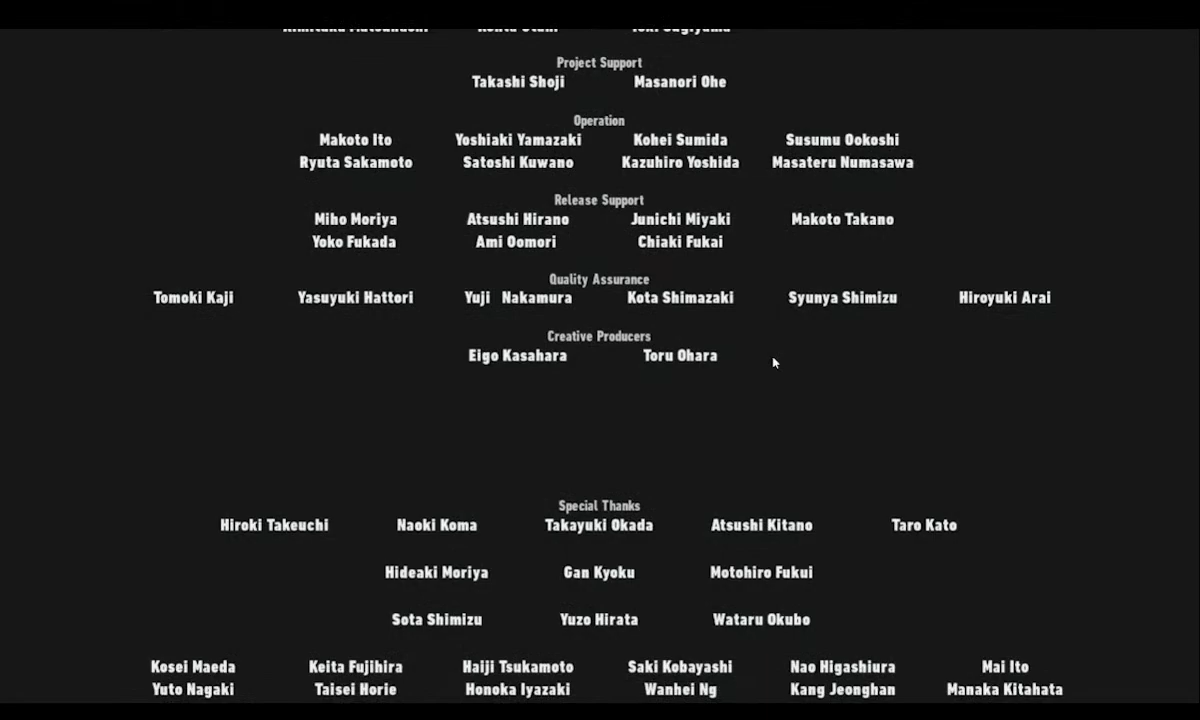 Project Support
Takashi Shoji Masanori Ohe
Operation
Makoto Ito Yoshiaki Yamazaki Kohei Sumida Susumu Ookoshi
Ryuta Sakamoto Satoshi Kuwano Kazuhiro Yoshida Masateru Numasawa
Release Support
Miho Moriya Atsushi Hirano Junichi Miyaki Makoto Takano
Yoko Fukada Ami Oomori Chiaki Fukai
Quality Assurance
Tomoki Kaji Yasuyuki Hattori Yuji Nakamura Kota Shimazaki Syunya Shimizu Hiroyuki Arai
Creative Producers
Eigo Kasahara Toru Ohara
Special Thanks
Hiroki Takeuchi Naoki Koma Takayuki Okada Atsushi Kitano Taro Kato
Hideaki Moriya Gan Kyoku Motohiro Fukui
Sota Shimizu Yuzo Hirata Wataru Okubo
Kosei Maeda Keita Fujihira Haiji Tsukamoto Saki Kobayashi Nao Higashiura Mai Ito
Yuto Nagaki Taisei Horie Honoka Iyazaki Wanhei Ng Kang Jeonghan Manaka Kitahata